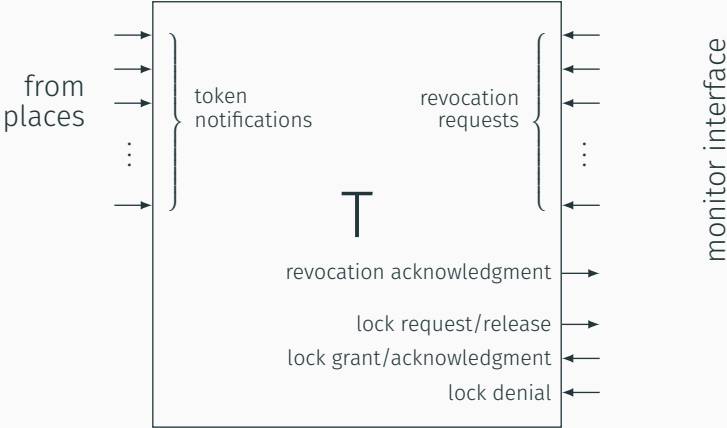 from
places
token
notifications
revocation
requests
monitor interface
T
revocation acknowledgment
lock request/release
lock grant/acknowledgment
lock denial